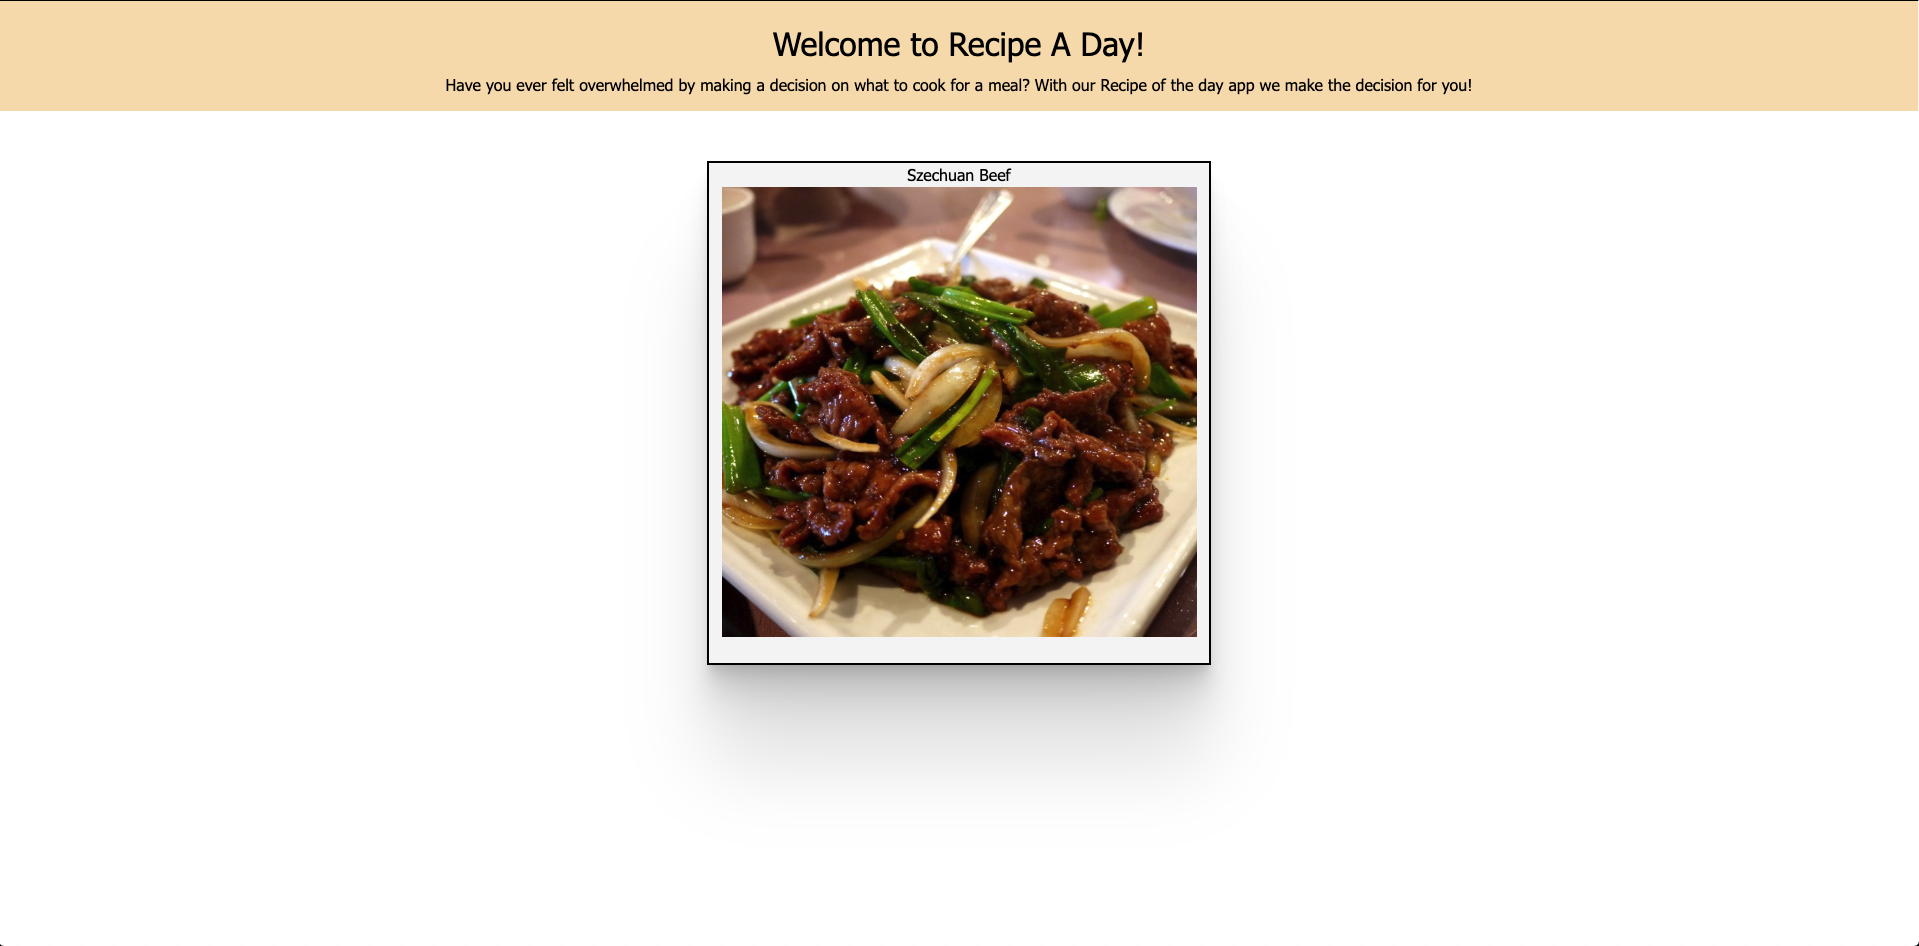 Welcome to Recipe A Day!
Have you ever felt overwhelmed by making a decision on what to cook for a meal? With our Recipe of the day app we make the decision for you!
Szechuan Beef